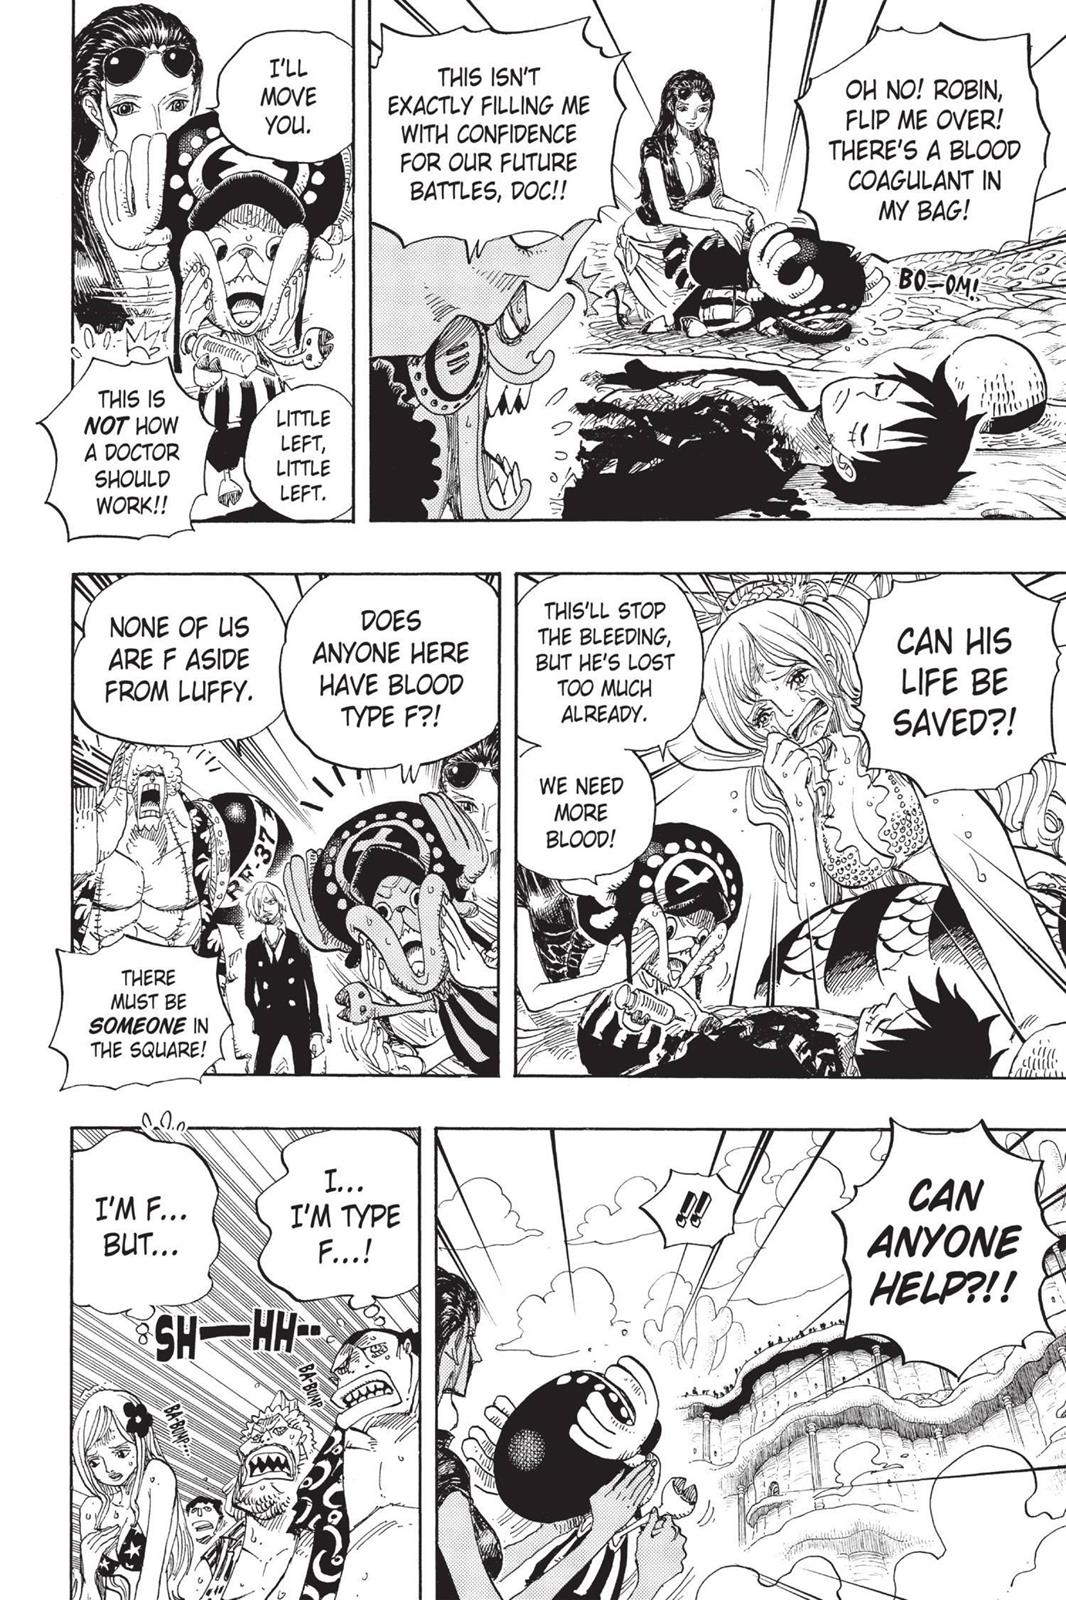 OH NO! ROBIN,
FLIP ME OVER!
THERE'S A BLOOD
COAGULANT IN
MY BAG!
BO—OM!
THIS ISN'T
EXACTLY FILLING ME
WITH CONFIDENCE
FOR OUR FUTURE
BATTLES, DOC!!
I'LL
MOVE
YOU.
LITTLE
LEFT,
LITTLE
LEFT.
THIS IS
NOT HOW
A DOCTOR
SHOULD
WORK!!
CAN HIS
LIFE BE
SAVED?!
THIS'LL STOP
THE BLEEDING,
BUT HE'S LOST
TOO MUCH
ALREADY.
WE NEED
MORE
BLOOD!
DOES
ANYONE HERE
HAVE BLOOD
TYPE F?!
NONE OF US
ARE F ASIDE
FROM LUFFY.
BF-37
THERE
MUST BE
SOMEONE IN
THE SQUARE!
CAN
ANYONE
HELP?!!
!!
I...
I'M TYPE
F...!
I'M F...
BUT...
SH—HH--
BA-BUMP
BA-BUMP...